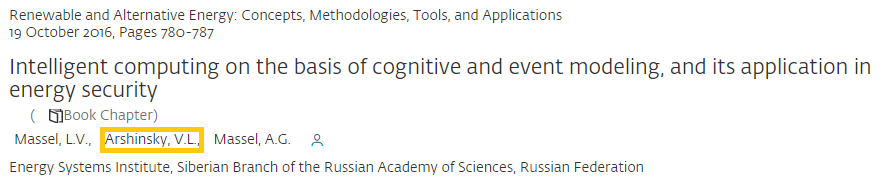 Renewable and Alternative Energy: Concepts, Methodologies, Tools, and Applications
19 October 2016, Pages 780-787
Intelligent computing on the basis of cognitive and event modeling, and its application in
energy security
( Book Chapter)
Massel, L.V., Arshinsky, V.L., Massel, A.G.
Energy Systems Institute, Siberian Branch of the Russian Academy of Sciences, Russian Federation